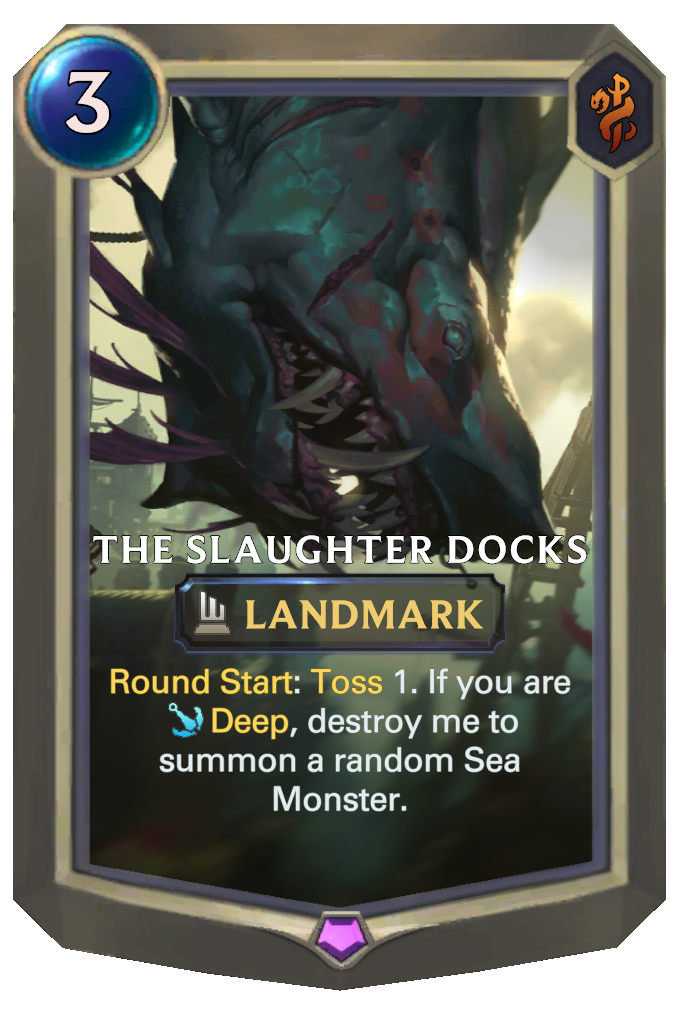 3
THE SLAUGHTER DOCKS
LANDMARK
Round Start: Toss 1. If you are
Deep, destroy me to
summon a random Sea
Monster.